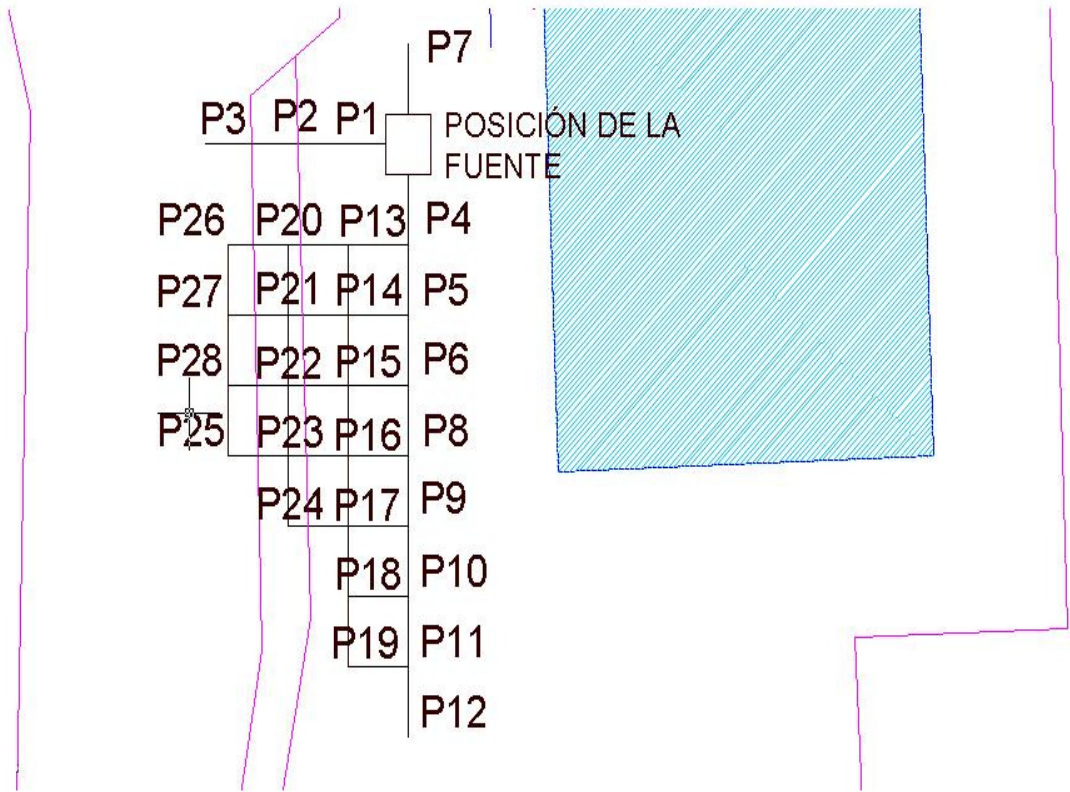 P7
P3 P2 P1 POSICIÓN DE LA
FUENTE
P26 P20 P13 P4
P27 P21 P14 P5
P28 P22 P15 P6
P25 P23 P16 P8
P24 P17 P9
P18 P10
P19 P11
P12